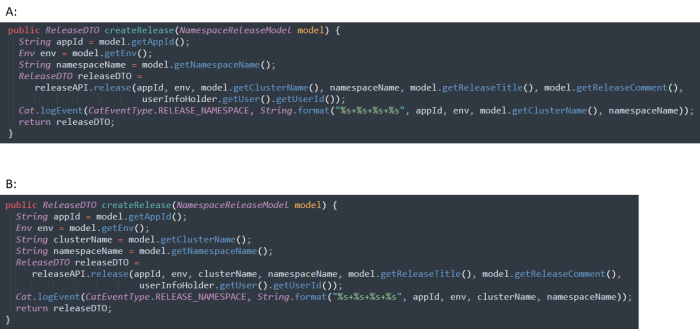 A:
public ReleaseDTO createRelease(NamespaceReleaseModel model) {
String appId = model.getAppId();
Env env = model.getEnv();
String namespaceName = model.getNamespaceName();
ReleaseDTO releaseDTO =
releaseAPI.release(appId, env, model.getClusterName(), namespaceName, model.getReleaseTitle(), model.getReleaseComment(),
userInfoHolder.getUser().getUserId());
Cat.logEvent(CatEventType.RELEASE_NAMESPACE, String.format("%s+%s+%s+%s", appId, env, model.getClusterName(), namespaceName));
return releaseDTO;
}
B:
public ReleaseDTO createRelease(NamespaceReleaseModel model) {
String appId = model.getAppId();
Env env = model.getEnv();
String clusterName = model.getClusterName();
String namespaceName = model.getNamespaceName();
ReleaseDTO releaseDTO =
releaseAPI.release(appId, env, clusterName, namespaceName, model.getReleaseTitle(), model.getReleaseComment(),
userInfoHolder.getUser().getUserId());
Cat.logEvent(CatEventType.RELEASE_NAMESPACE, String.format("%s+%s+%s+%s", appId, env, clusterName, namespaceName));
return releaseDTO;
}